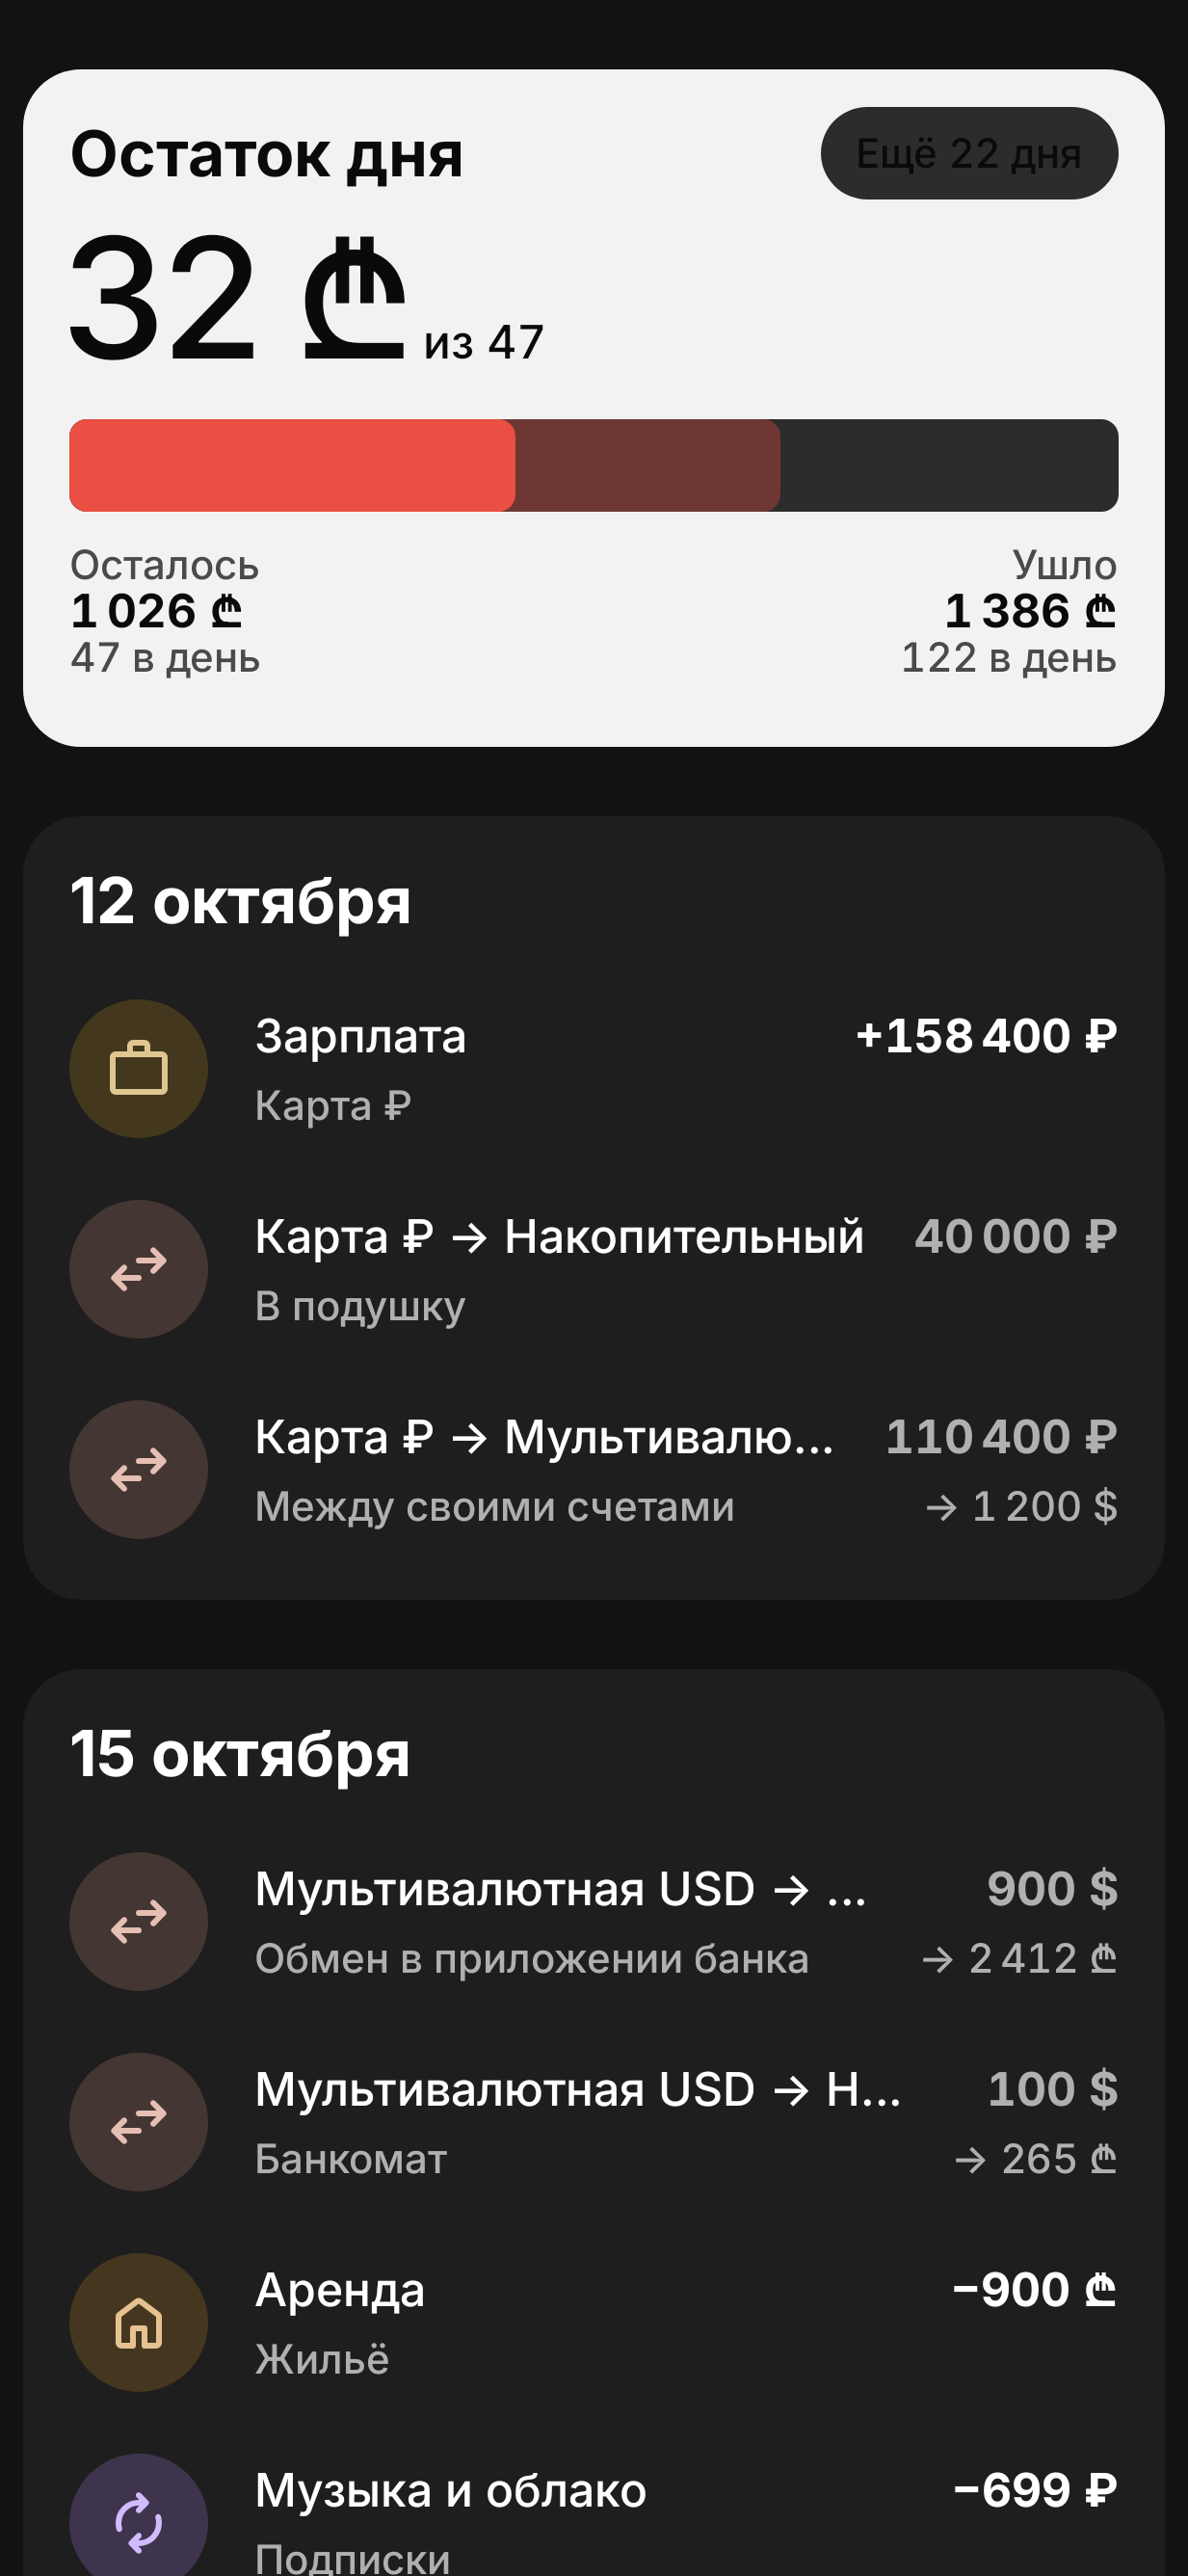 Остаток дня
Ещё 22 дня
32 ₾ из 47
Осталось
Ушло
1 026 ₾
1 386 ₾
47 в день
122 в день
12 октября
Зарплата
+158 400 ₽
Карта ₽
Карта ₽ → Накопительный
40 000 ₽
В подушку
Карта ₽ → Мультивалю...
110 400 ₽
Между своими счетами
→ 1 200 $
15 октября
Мультивалютная USD → ...
900 $
Обмен в приложении банка
→ 2 412 ₾
Мультивалютная USD → Н...
100 $
Банкомат
→ 265 ₾
Аренда
−900 ₾
Жильё
Музыка и облако
−699 ₽
Подписки